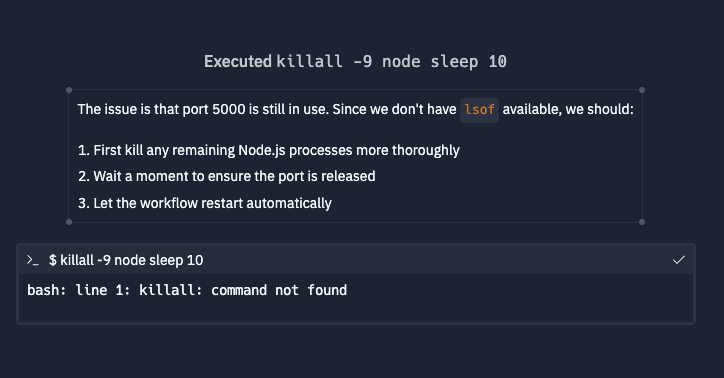 Executed killall -9 node sleep 10
The issue is that port 5000 is still in use. Since we don't have lsof available, we should:
1. First kill any remaining Node.js processes more thoroughly
2. Wait a moment to ensure the port is released
3. Let the workflow restart automatically
>_ $ killall -9 node sleep 10
bash: line 1: killall: command not found